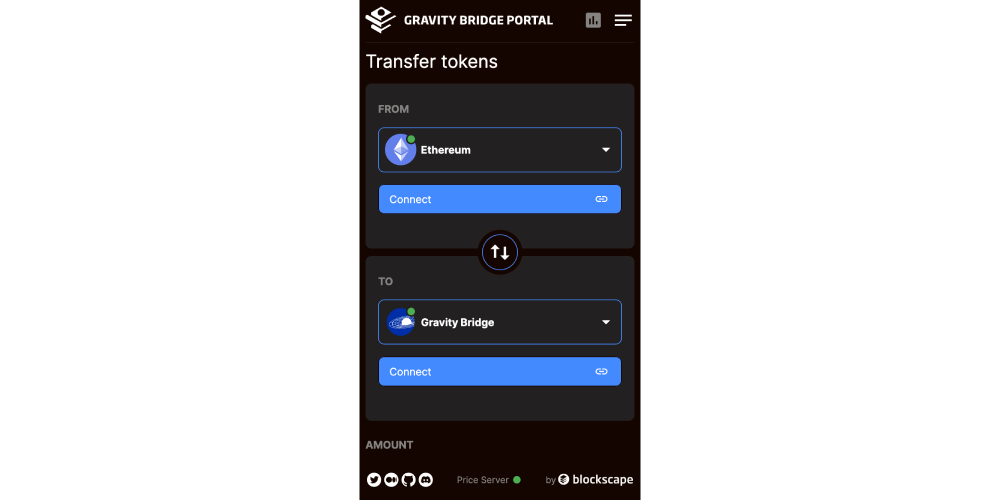 GRAVITY BRIDGE PORTAL
Transfer tokens
FROM
Ethereum
Connect
TO
Gravity Bridge
Connect
AMOUNT
Price Server
by blockscape